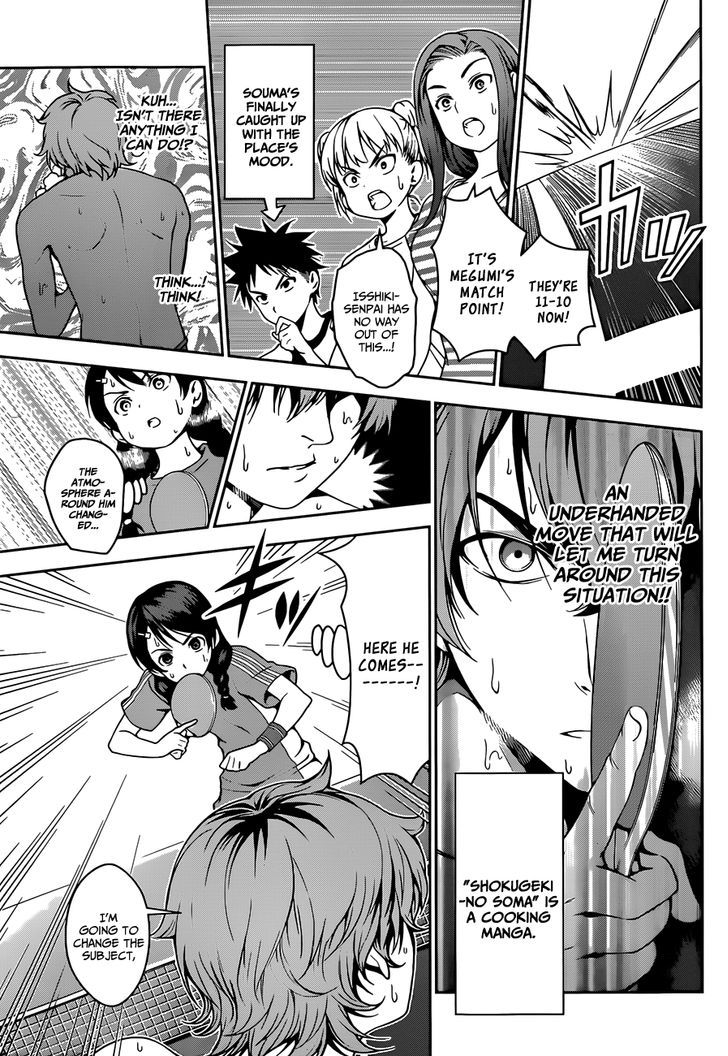 ガッ
THEY'RE
11-10
NOW!
IT'S
MEGUMI'S
MATCH
POINT!
SOUMA'S
FINALLY
CAUGHT UP
WITH THE
PLACE'S
MOOD.
ISSHIKI-
SENPAI HAS
NO WAY
OUT OF
THIS...!
KUH...
ISN'T THERE
ANYTHING I
CAN DO!?
THINK...!
THINK!
AN
UNDERHANDED
MOVE THAT WILL
LET ME TURN
AROUND THIS
SITUATION!!
"SHOKUGEKI
-NO SOMA" IS
A COOKING
MANGA.
THE
ATMO-
SPHERE A-
ROUND HIM
CHANG-
ED...
HERE HE
COMES--
-------!
I'M
GOING TO
CHANGE THE
SUBJECT,